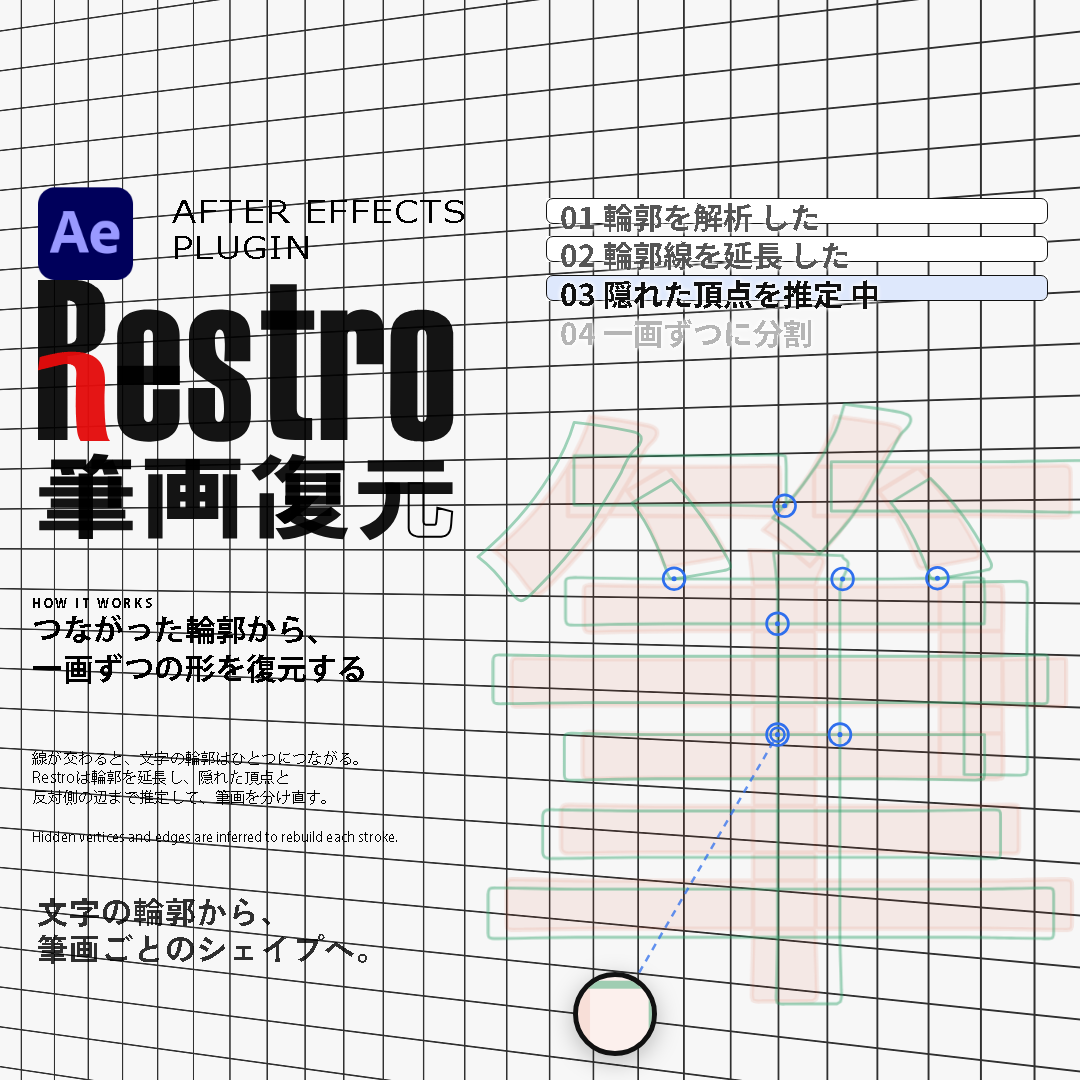 Ae
AFTER EFFECTS
PLUGIN
Restro
筆画復元
HOW IT WORKS
つながった輪郭から、
一画ずつの形を復元する
線が交わると、文字の輪郭はひとつにつながる。
Restroは輪郭を延長し、隠れた頂点と
反対側の辺まで推定して、筆画を分け直す。
Hidden vertices and edges are inferred to rebuild each stroke.
文字の輪郭から、
筆画ごとのシェイプへ。
01 輪郭を解析 した
02 輪郭線を延長 した
03 隠れた頂点を推定 中
04 一画ずつに分割
筆